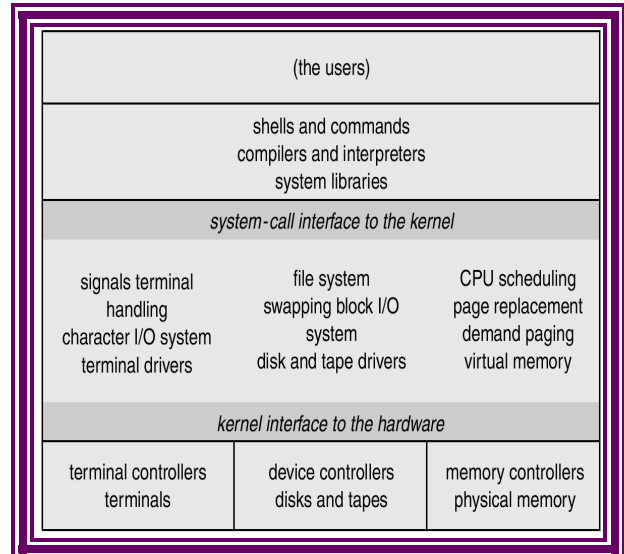 (the users)
shells and commands
compilers and interpreters
system libraries
system-call interface to the kernel
signals terminal
handling
character I/O system
terminal drivers
file system
swapping block I/O
system
disk and tape drivers
CPU scheduling
page replacement
demand paging
virtual memory
kernel interface to the hardware
terminal controllers
terminals
device controllers
disks and tapes
memory controllers
physical memory